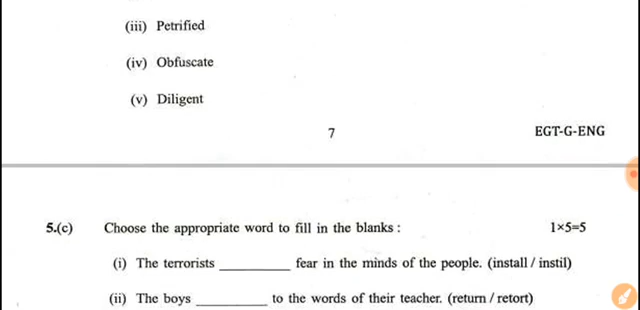 (iii) Petrified
(iv) Obfuscate
(v) Diligent
7 EGT-G-ENG
5.(c) Choose the appropriate word to fill in the blanks : 1×5=5
(i) The terrorists __________ fear in the minds of the people. (install / instil)
(ii) The boys __________ to the words of their teacher. (return / retort)